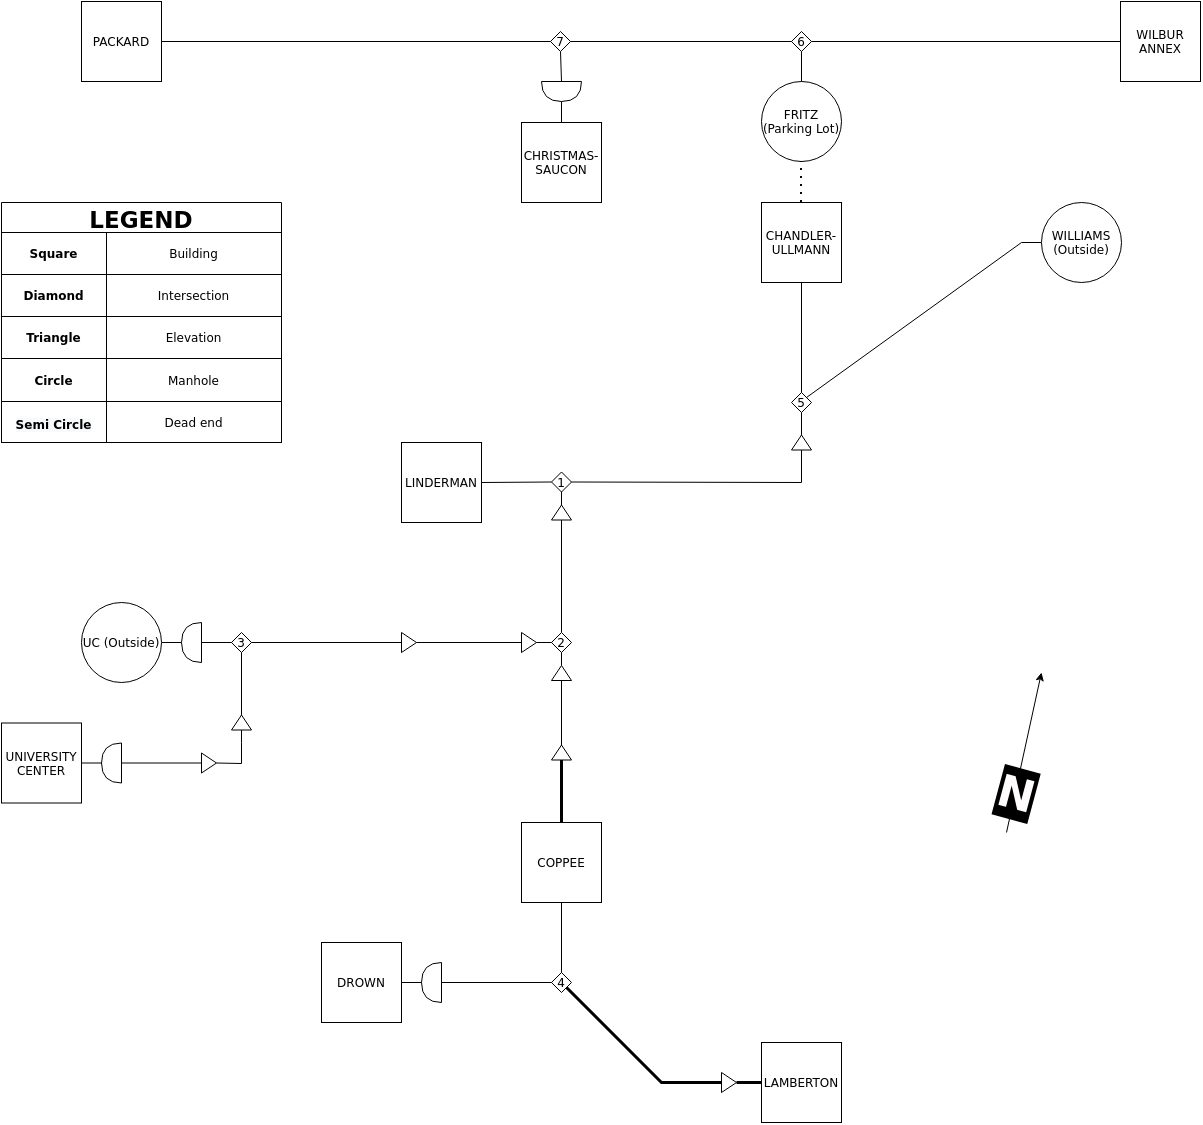 PACKARD
7
6
WILBUR
ANNEX
FRITZ
(Parking Lot)
CHRISTMAS-
SAUCON
LEGEND
Square Building
Diamond Intersection
Triangle Elevation
Circle Manhole
Semi Circle Dead end
CHANDLER-
ULLMANN
WILLIAMS
(Outside)
5
LINDERMAN
1
UC (Outside)
3
2
UNIVERSITY
CENTER
N
COPPEE
DROWN
4
LAMBERTON